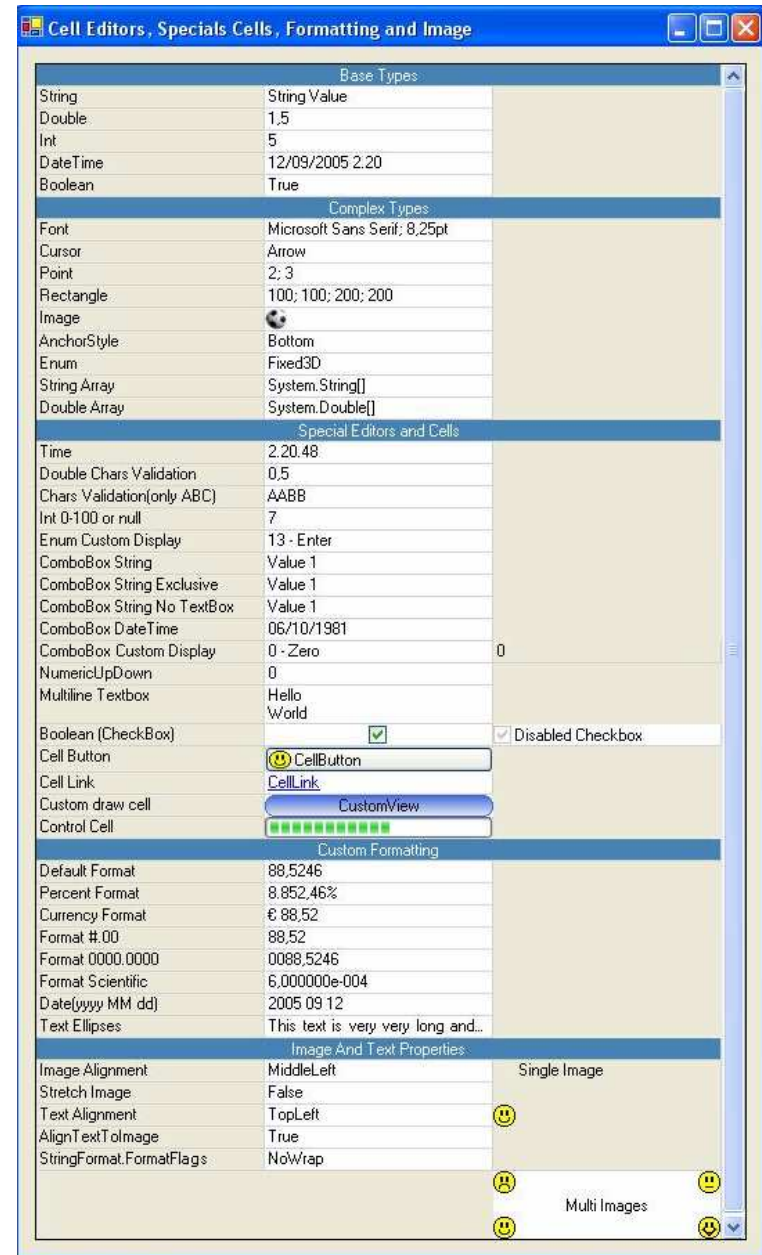 Cell Editors, Specials Cells, Formatting and Image
Base Types
String String Value
Double 1,5
Int 5
DateTime 12/09/2005 2.20
Boolean True
Complex Types
Font Microsoft Sans Serif; 8,25pt
Cursor Arrow
Point 2; 3
Rectangle 100; 100; 200; 200
Image
AnchorStyle Bottom
Enum Fixed3D
String Array System.String[]
Double Array System.Double[]
Special Editors and Cells
Time 2.20.48
Double Chars Validation 0,5
Chars Validation(only ABC) AABB
Int 0-100 or null 7
Enum Custom Display 13 - Enter
ComboBox String Value 1
ComboBox String Exclusive Value 1
ComboBox String No TextBox Value 1
ComboBox DateTime 06/10/1981
ComboBox Custom Display 0 - Zero 0
NumericUpDown 0
Multiline Textbox Hello
World
Boolean (CheckBox) Disabled Checkbox
Cell Button CellButton
Cell Link CellLink
Custom draw cell CustomView
Control Cell
Custom Formatting
Default Format 88,5246
Percent Format 8.852,46%
Currency Format € 88,52
Format #.00 88,52
Format 0000.0000 0088,5246
Format Scientific 6,000000e-004
Date(yyyy MM dd) 2005 09 12
Text Ellipses This text is very very long and...
Image And Text Properties
Image Alignment MiddleLeft Single Image
Stretch Image False
Text Alignment TopLeft
AlignTextToImage True
StringFormat.FormatFlags NoWrap
Multi Images